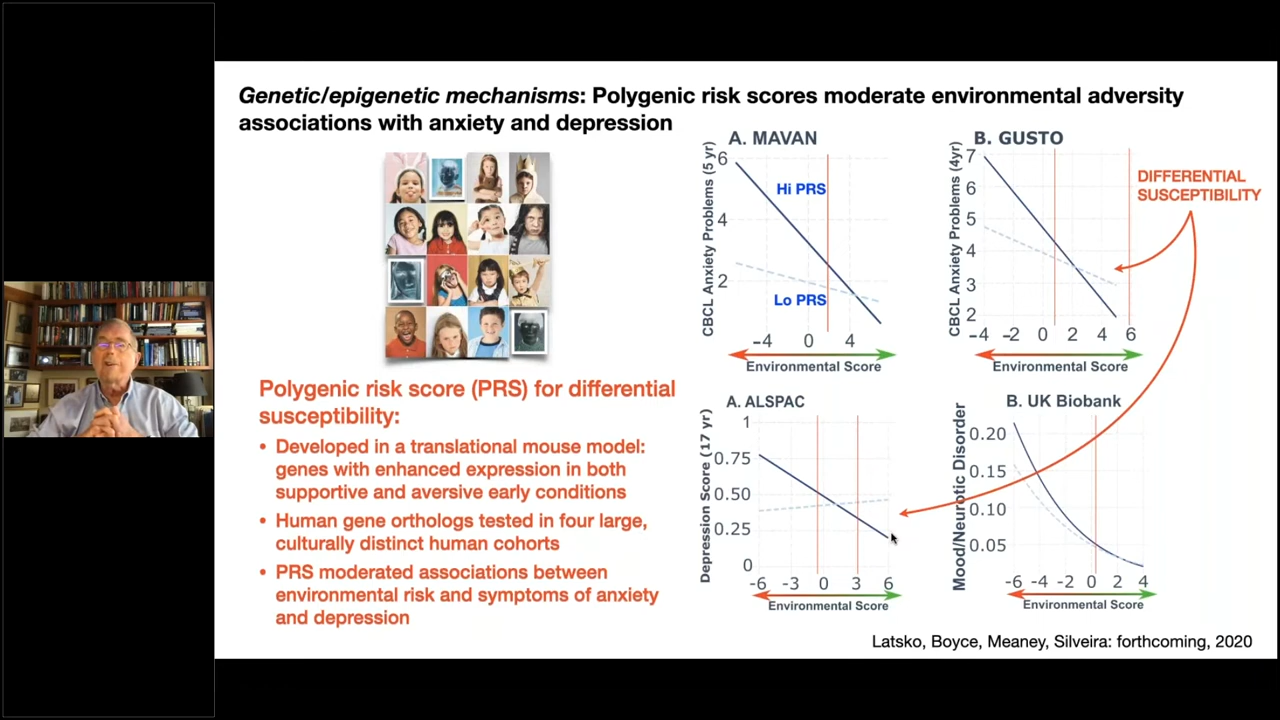 Genetic/epigenetic mechanisms: Polygenic risk scores moderate environmental adversity
associations with anxiety and depression
Polygenic risk score (PRS) for differential
susceptibility:
• Developed in a translational mouse model:
genes with enhanced expression in both
supportive and aversive early conditions
• Human gene orthologs tested in four large,
culturally distinct human cohorts
• PRS moderated associations between
environmental risk and symptoms of anxiety
and depression
A. MAVAN
CBCL Anxiety Problems (5 yr)
6
4
2
Hi PRS
Lo PRS
-4 0 4
Environmental Score
B. GUSTO
CBCL Anxiety Problems (4yr)
7
6
5
4
3
2
-4 -2 0 2 4 6
Environmental Score
DIFFERENTIAL
SUSCEPTIBILITY
A. ALSPAC
Depression Score (17 yr)
1
0.75
0.50
0.25
0
-6 -3 0 3 6
Environmental Score
B. UK Biobank
Mood/Neurotic Disorder
0.20
0.15
0.10
0.05
-6 -4 -2 0 2 4
Environmental Score
Latsko, Boyce, Meaney, Silveira: forthcoming, 2020